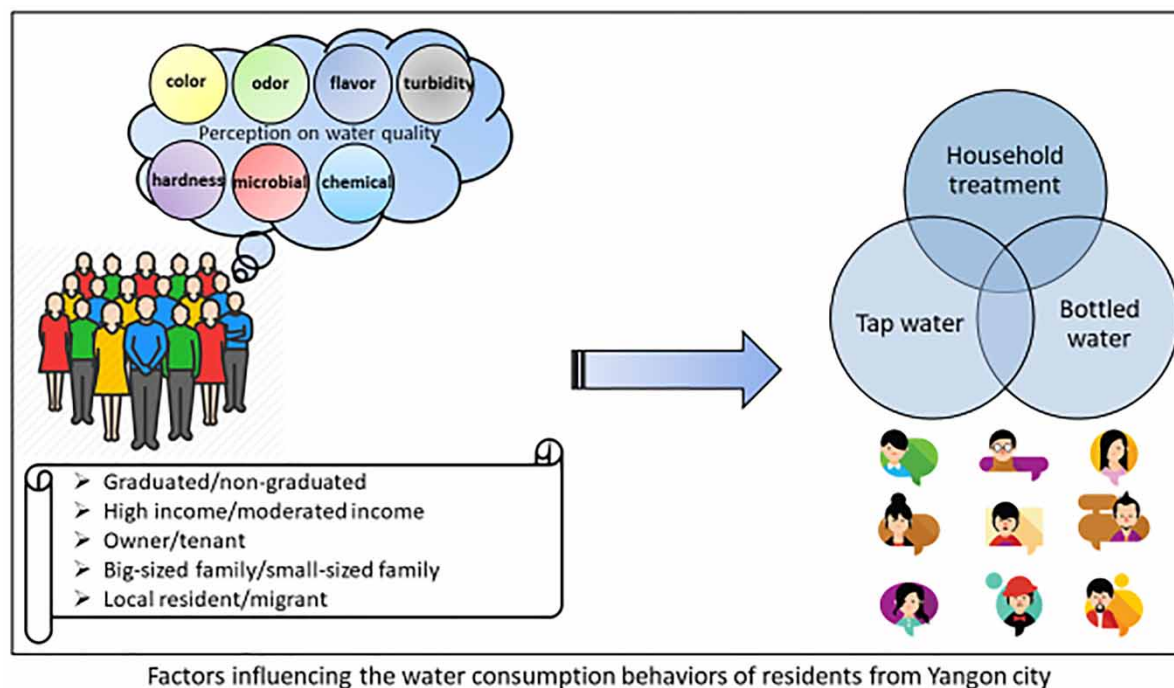 color
odor
flavor
turbidity
Perception on water quality
hardness
microbial
chemical
Household
treatment
Tap water
Bottled
water
Graduated/non-graduated
High income/moderated income
Owner/tenant
Big-sized family/small-sized family
Local resident/migrant
Factors influencing the water consumption behaviors of residents from Yangon city